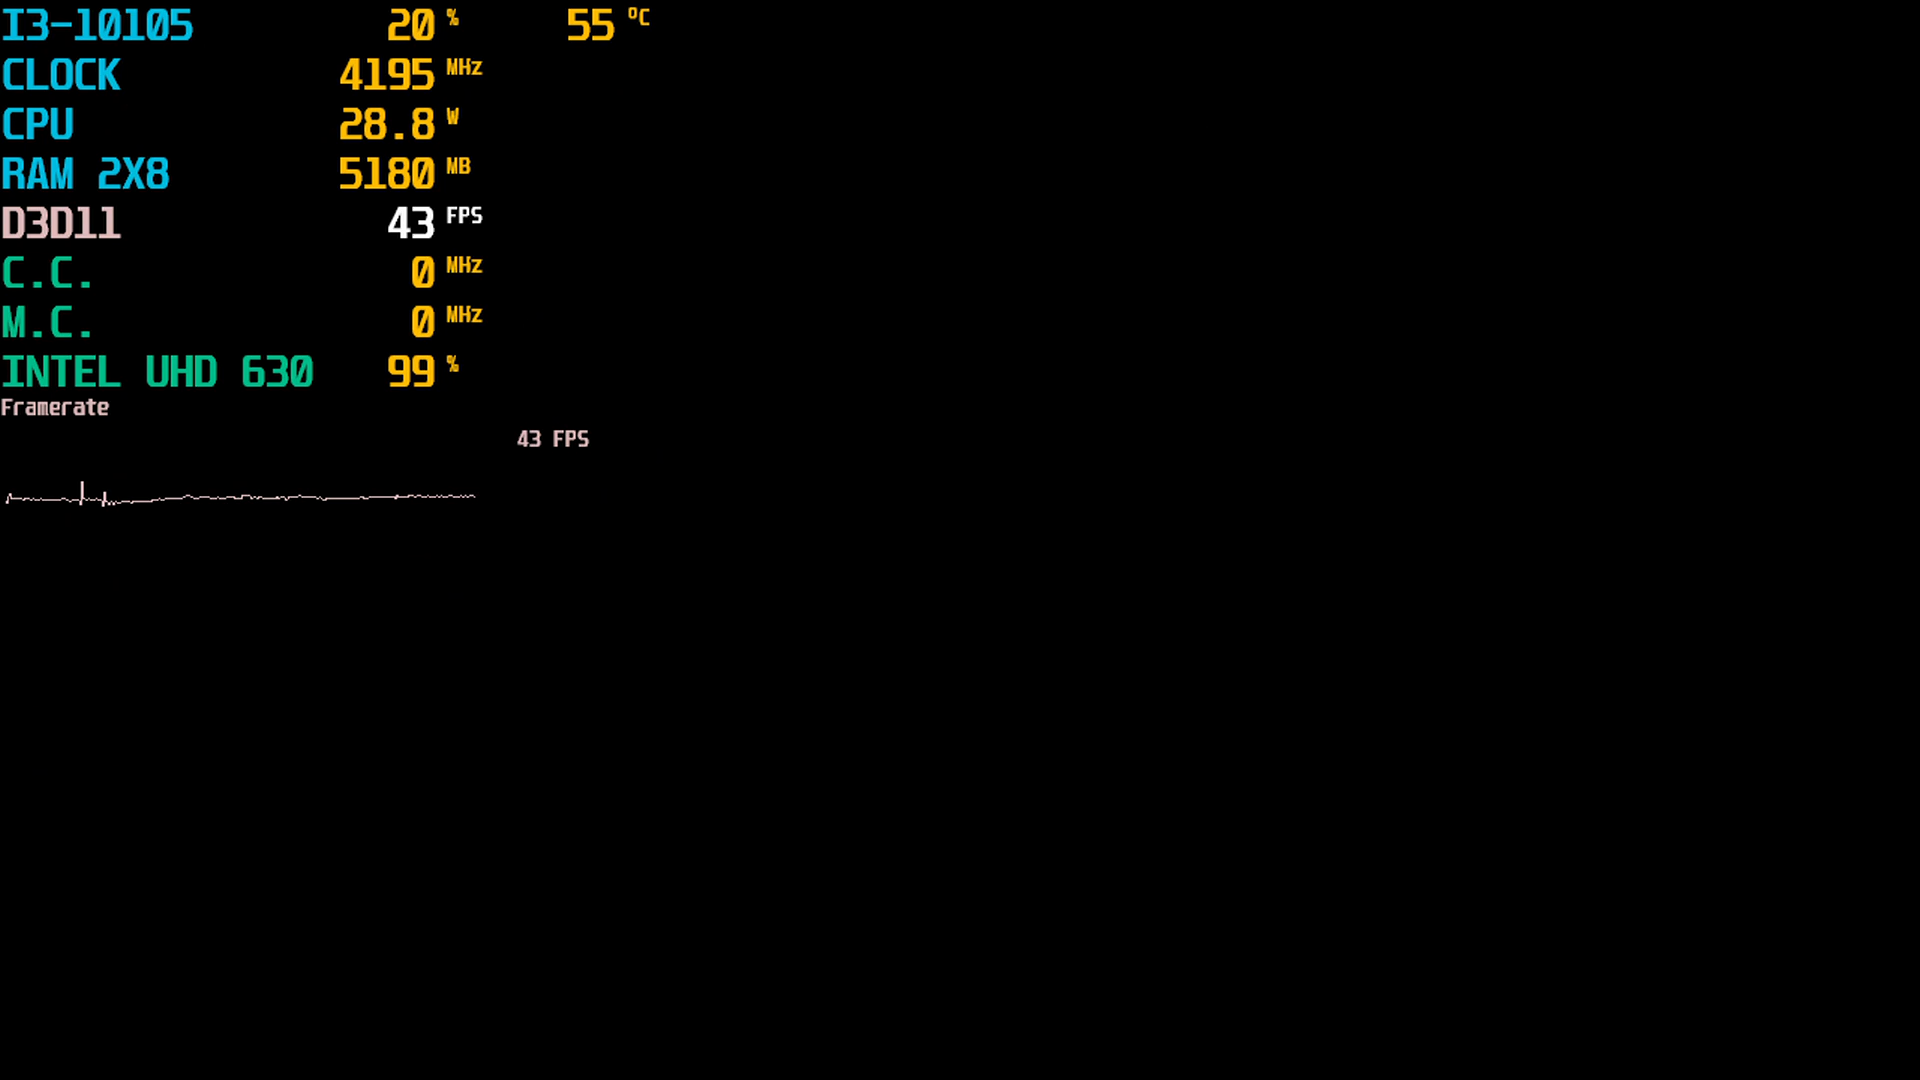 I3-10105 20 % 55 °C
CLOCK 4195 MHz
CPU 28.8 W
RAM 2X8 5180 MB
D3D11 43 FPS
C.C. 0 MHz
M.C. 0 MHz
INTEL UHD 630 99 %
Framerate
43 FPS